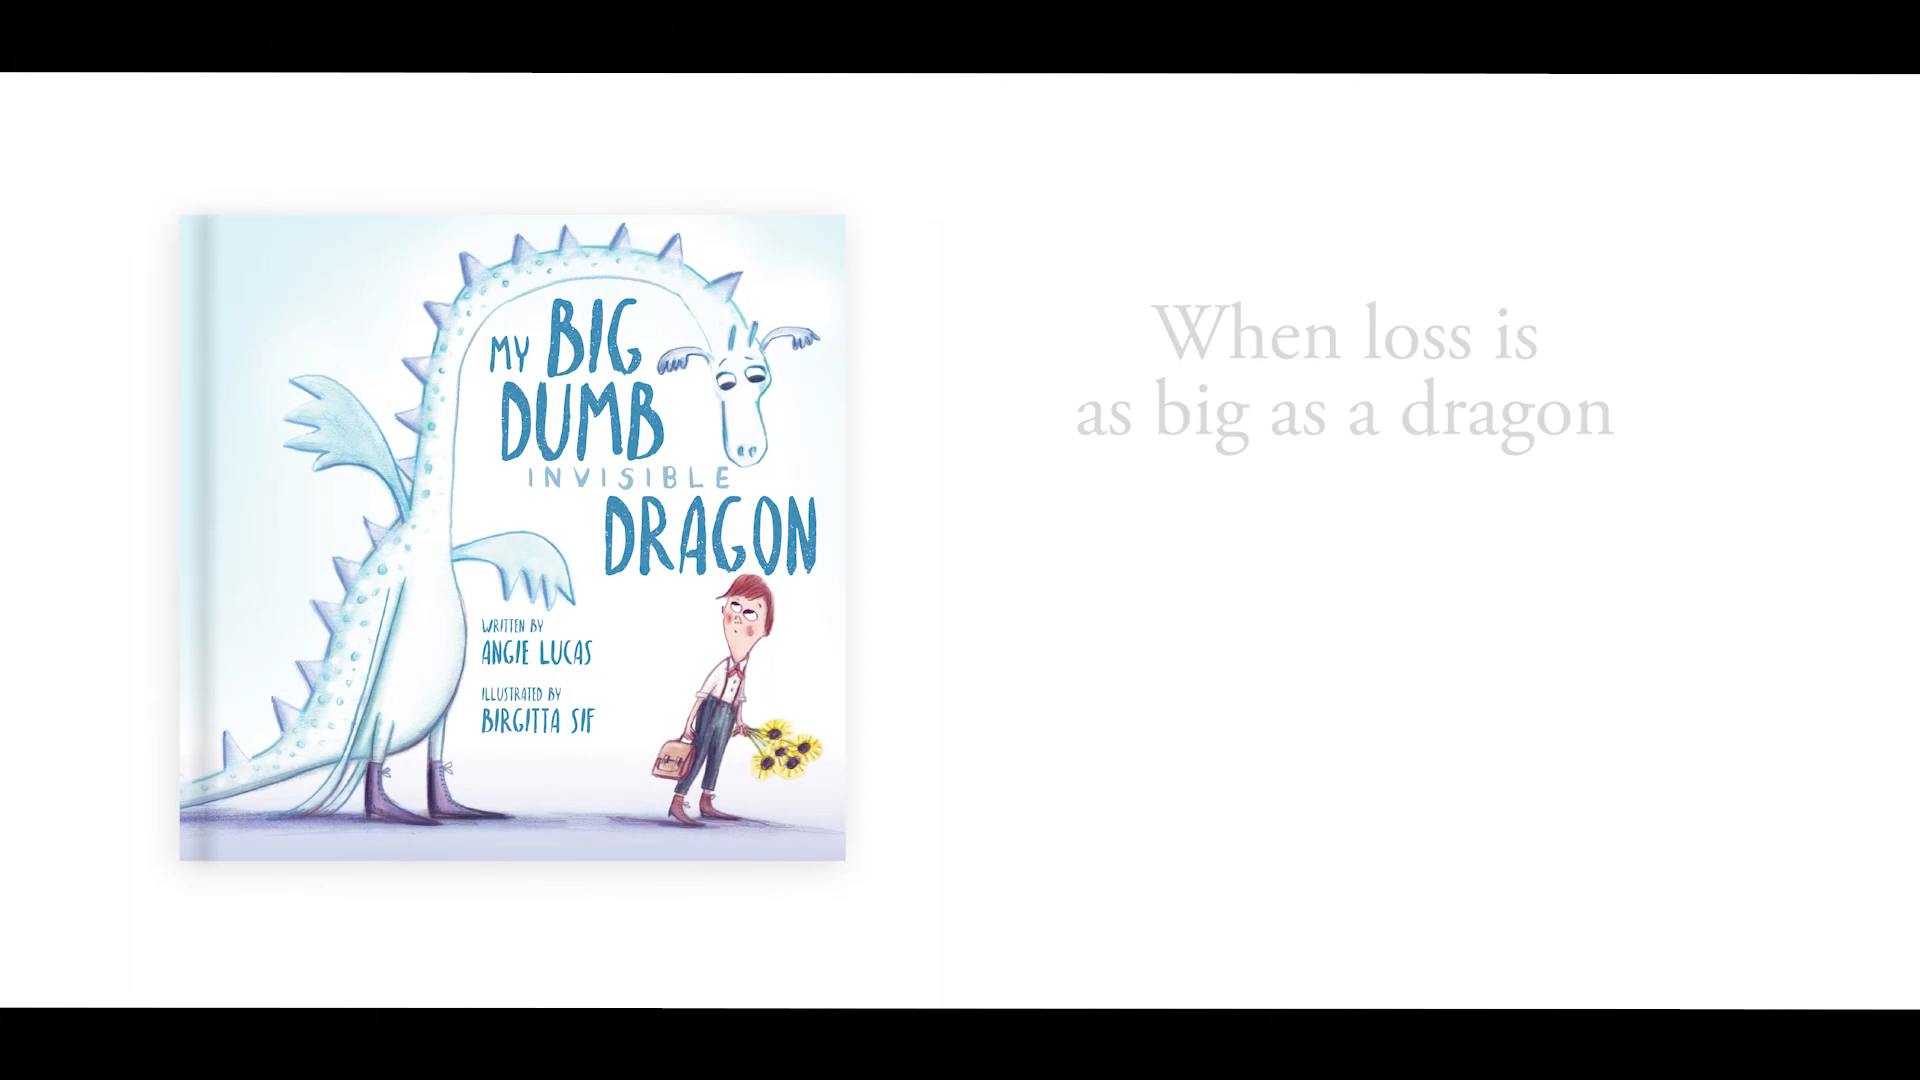 MY BIG
DUMB
INVISIBLE
DRAGON
WRITTEN BY
ANGIE LUCAS
ILLUSTRATED BY
BIRGITTA SIF
When loss is
as big as a dragon